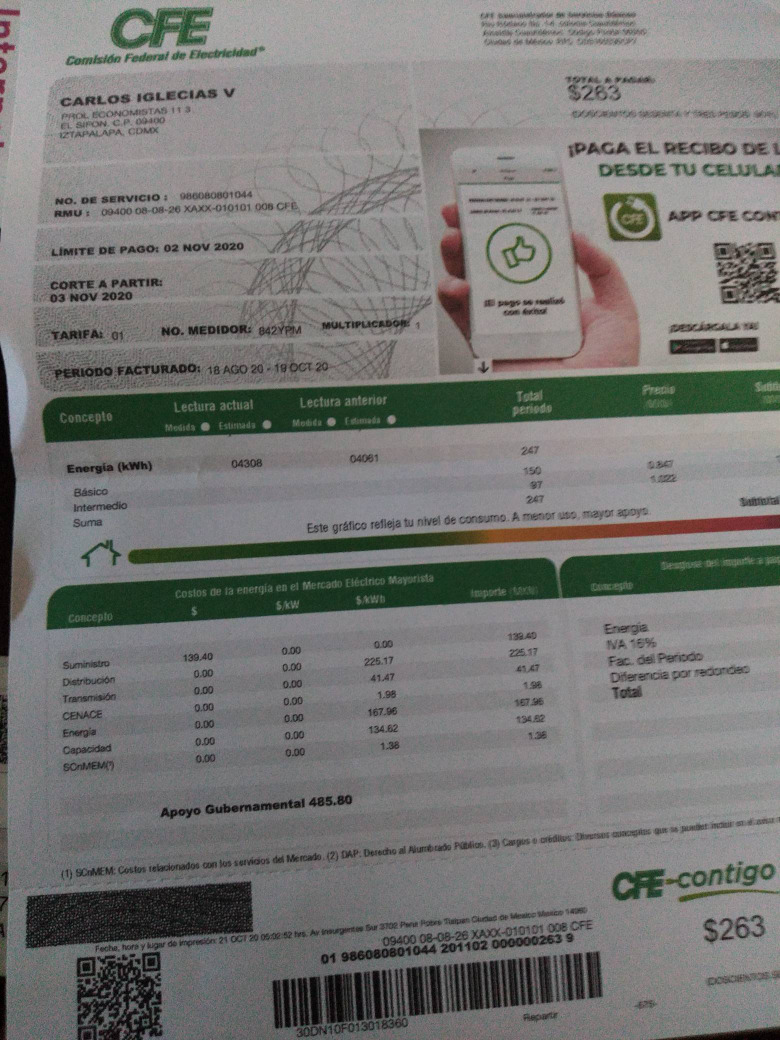 CFE
Comisión Federal de Electricidad®
CARLOS IGLECIAS V
PROL ECONOMISTAS 11 3
EL SIFON. C.P. 09400
IZTAPALAPA, CDMX
TOTAL A PAGAR:
$263
NO. DE SERVICIO : 986080801044
RMU : 09400 08-08-26 XAXX-010101 008 CFE
LÍMITE DE PAGO: 02 NOV 2020
CORTE A PARTIR:
03 NOV 2020
TARIFA: 01 NO. MEDIDOR: 842YPM MULTIPLICADOR: 1
PERIODO FACTURADO: 18 AGO 20 - 19 OCT 20
¡PAGA EL RECIBO DE
DESDE TU CELULA
CFE
APP CFE CON
¡El pago se realizó
con éxito!
¡DESCÁRGALA YA!
Concepto Lectura actual Lectura anterior Total periodo Precio
Medida Estimada Medida Estimada
Energía (kWh) 04308 04061 247
Básico 150 0.847
Intermedio 97 1.022
Suma 247
Subtotal
Este gráfico refleja tu nivel de consumo. A menor uso, mayor apoyo.
Costos de la energía en el Mercado Eléctrico Mayorista
Concepto $ $/kW $/kWh Importe (MXN)
Suministro 139.40 0.00 0.00 139.40
Distribución 0.00 0.00 225.17 225.17
Transmisión 0.00 0.00 41.47 41.47
CENACE 0.00 0.00 1.98 1.98
Energía 0.00 0.00 167.96 167.96
Capacidad 0.00 0.00 134.62 134.62
SCnMEM(¹) 0.00 0.00 1.38 1.38
Apoyo Gubernamental 485.80
Desglose del importe a
Concepto
Energía
IVA 16%
Fac. del Periodo
Diferencia por redondeo
Total
(1) SCnMEM: Costos relacionados con los servicios del Mercado. (2) DAP: Derecho al Alumbrado Público. (3) Cargos o créditos: Diversos conceptos que se pueden incluir en el
CFE-contigo
$263
Fecha, hora y lugar de impresión: 21 OCT 20 05:09:52 hrs. Av Insurgentes Sur 3702 Pena Pobre Tlalpan Ciudad de Mexico Mexico 14060
09400 08-08-26 XAXX-010101 008 CFE
01 986080801044 201102 000000263 9
30DN10F013018360
Repartir